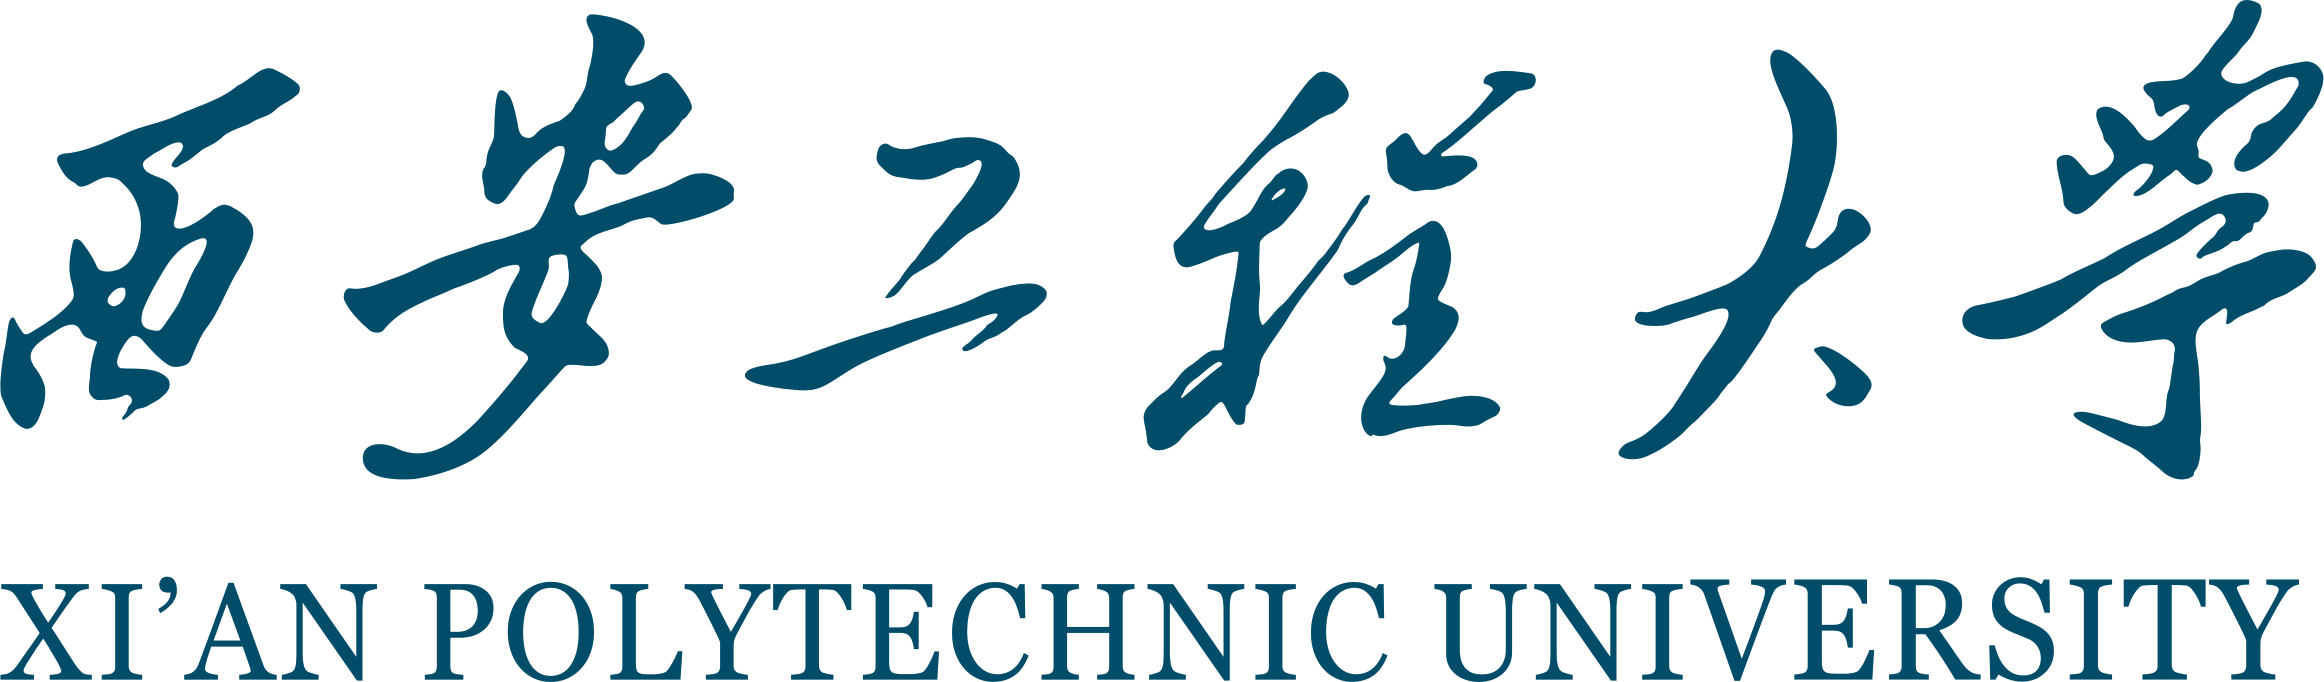 西安工程大学
XI’AN POLYTECHNIC UNIVERSITY